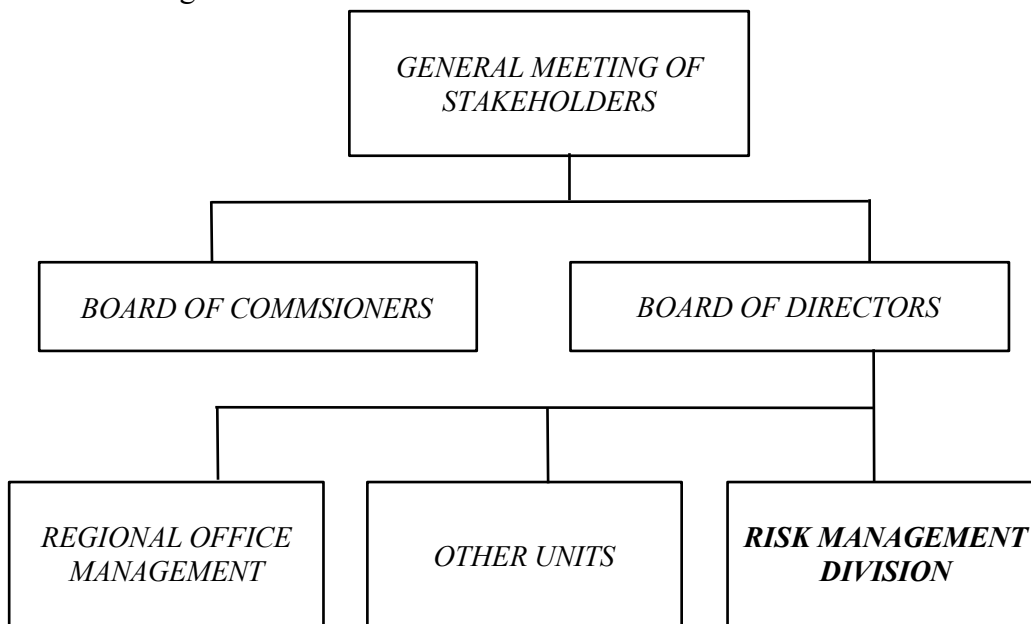 GENERAL MEETING OF
STAKEHOLDERS
BOARD OF COMMSIONERS
BOARD OF DIRECTORS
REGIONAL OFFICE
MANAGEMENT
OTHER UNITS
RISK MANAGEMENT
DIVISION